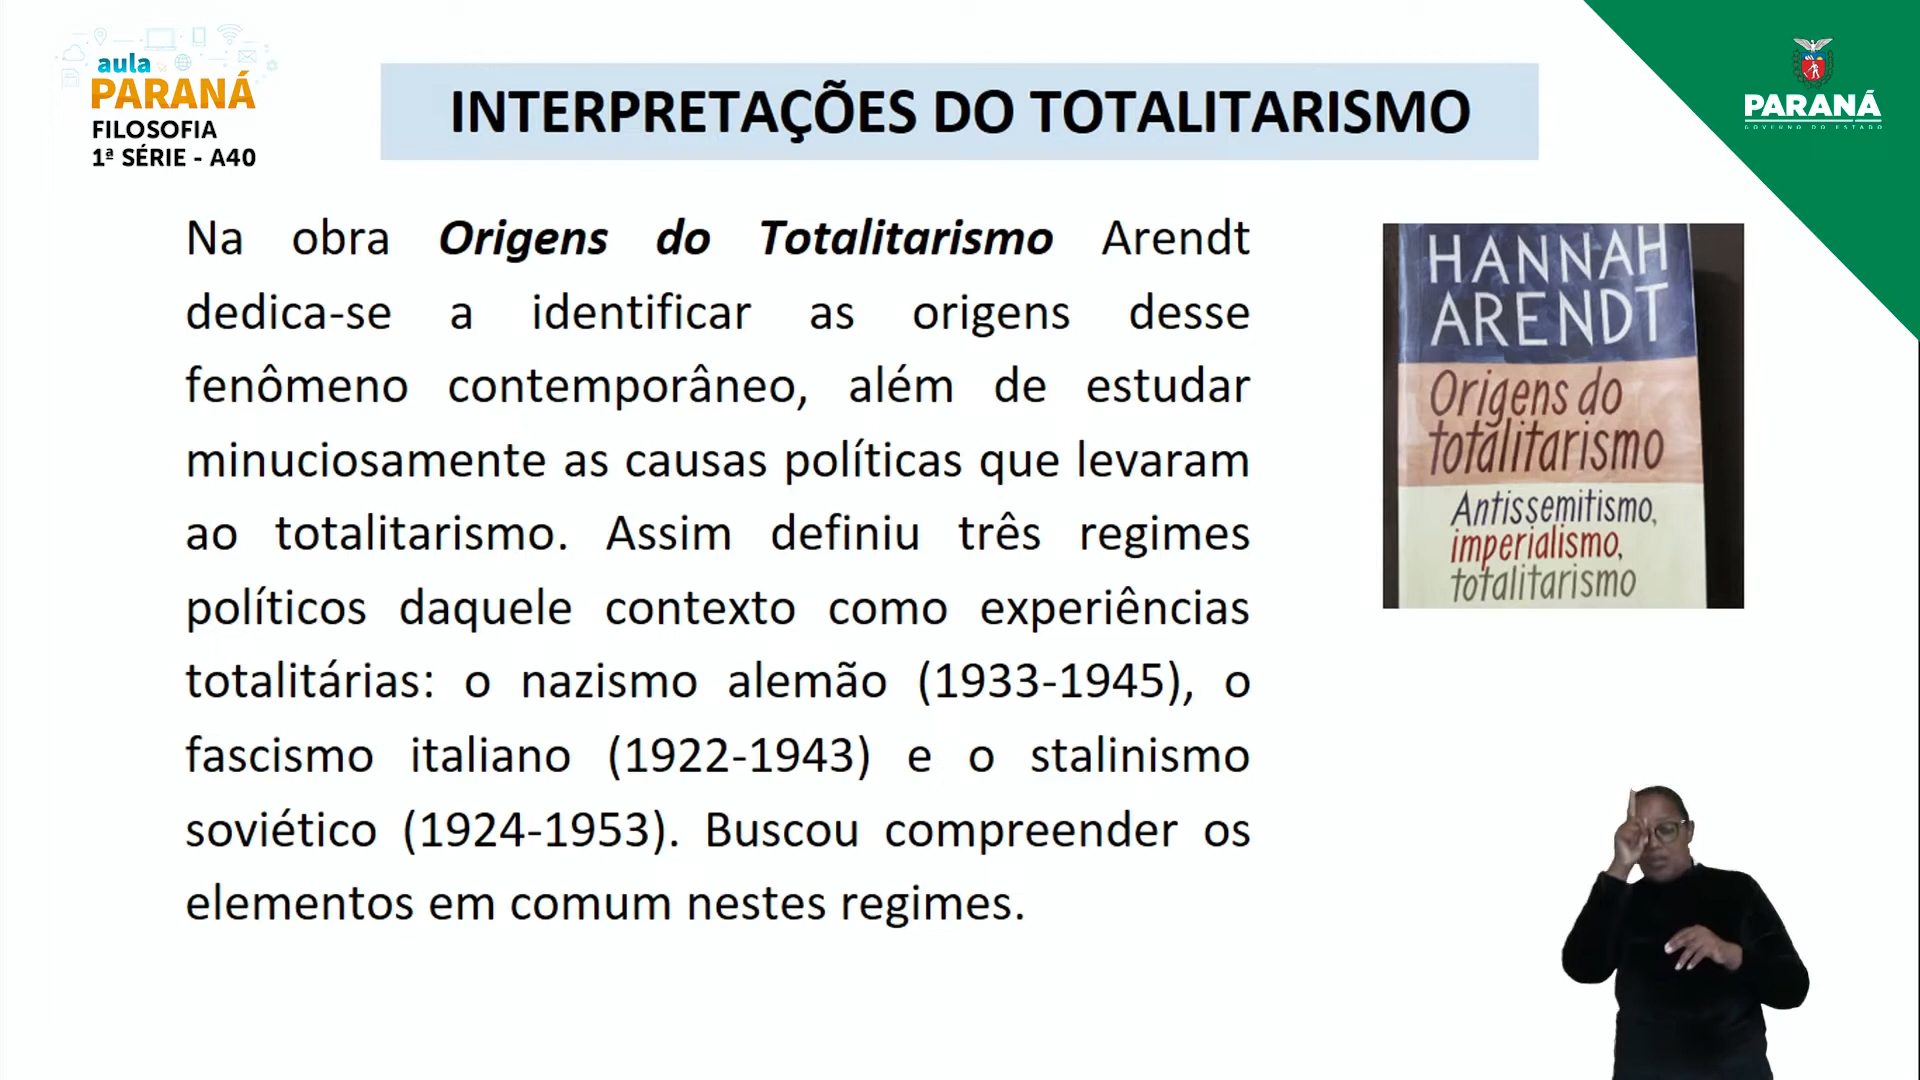 aula
PARANÁ
FILOSOFIA
1ª SÉRIE - A40
INTERPRETAÇÕES DO TOTALITARISMO
PARANÁ
GOVERNO DO ESTADO
Na obra Origens do Totalitarismo Arendt
dedica-se a identificar as origens desse
fenômeno contemporâneo, além de estudar
minuciosamente as causas políticas que levaram
ao totalitarismo. Assim definiu três regimes
políticos daquele contexto como experiências
totalitárias: o nazismo alemão (1933-1945), o
fascismo italiano (1922-1943) e o stalinismo
soviético (1924-1953). Buscou compreender os
elementos em comum nestes regimes.
HANNAH
ARENDT
Origens do
totalitarismo
Antissemitismo,
imperialismo,
totalitarismo